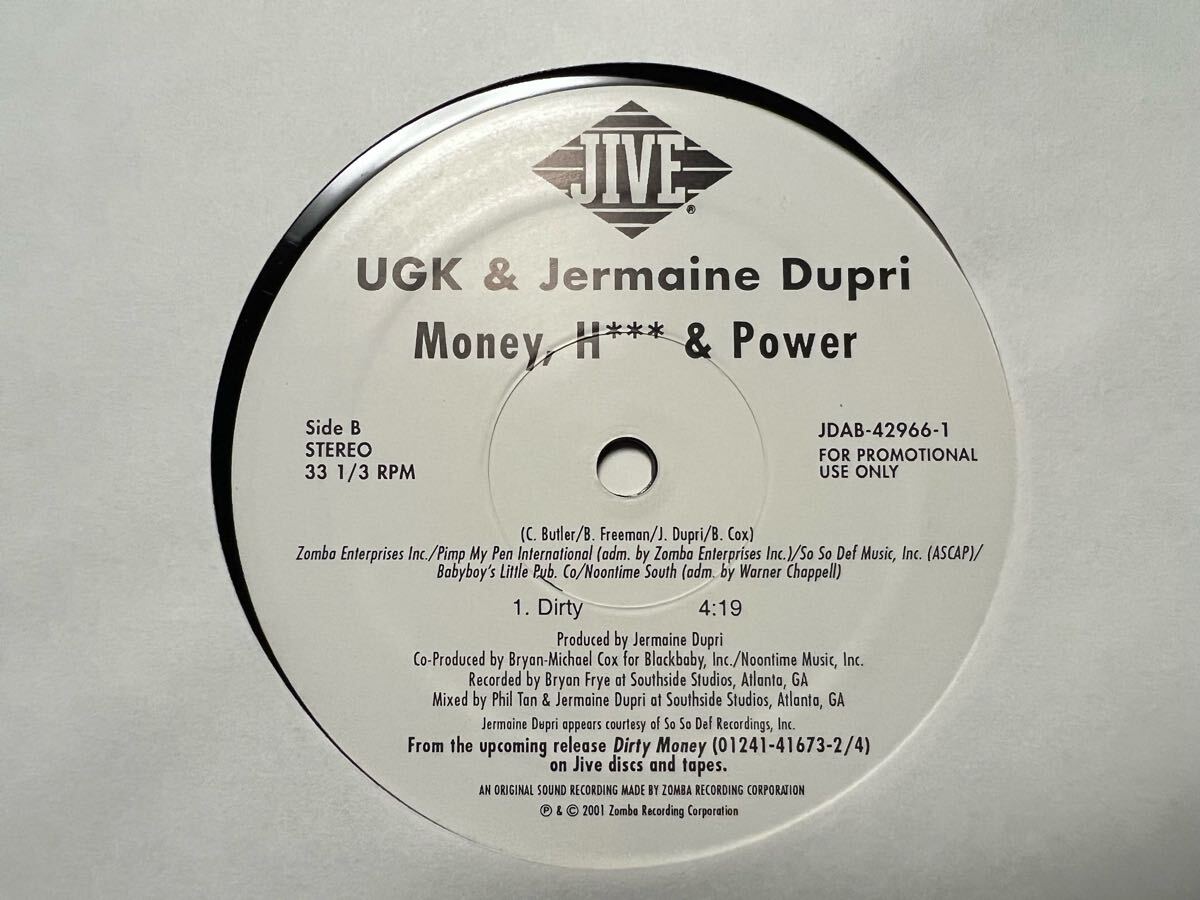 JIVE®
UGK & Jermaine Dupri
Money, H*** & Power
Side B
STEREO
33 1/3 RPM
JDAB-42966-1
FOR PROMOTIONAL
USE ONLY
(C. Butler/B. Freeman/J. Dupri/B. Cox)
Zomba Enterprises Inc./Pimp My Pen International (adm. by Zomba Enterprises Inc.)/So So Def Music, Inc. (ASCAP)/
Babyboy's Little Pub. Co/Noontime South (adm. by Warner Chappell)
1. Dirty 4:19
Produced by Jermaine Dupri
Co-Produced by Bryan-Michael Cox for Blackbaby, Inc./Noontime Music, Inc.
Recorded by Bryan Frye at Southside Studios, Atlanta, GA
Mixed by Phil Tan & Jermaine Dupri at Southside Studios, Atlanta, GA
Jermaine Dupri appears courtesy of So So Def Recordings, Inc.
From the upcoming release Dirty Money (01241-41673-2/4)
on Jive discs and tapes.
AN ORIGINAL SOUND RECORDING MADE BY ZOMBA RECORDING CORPORATION
℗ & © 2001 Zomba Recording Corporation